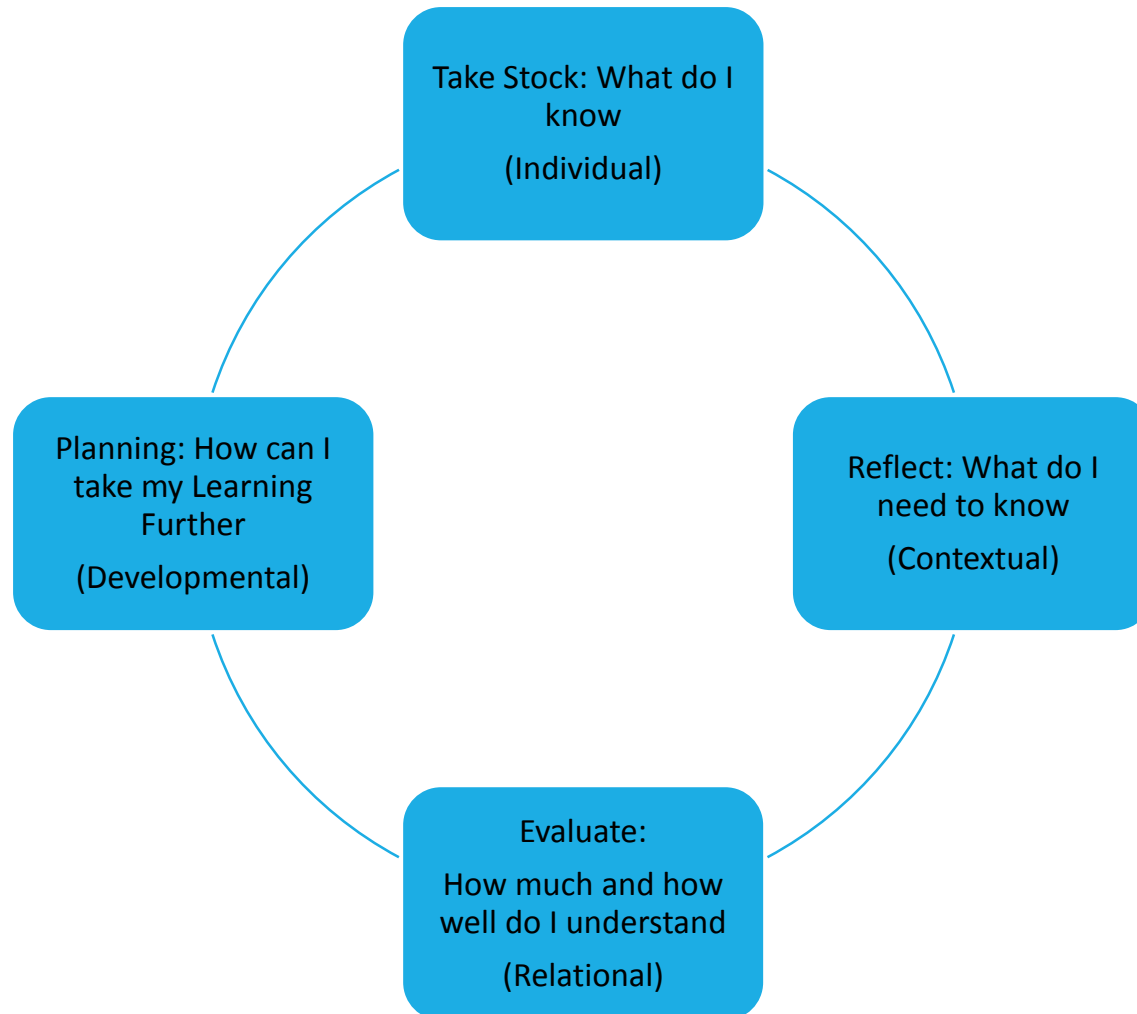 Take Stock: What do I
know
(Individual)
Reflect: What do I
need to know
(Contextual)
Evaluate:
How much and how
well do I understand
(Relational)
Planning: How can I
take my Learning
Further
(Developmental)